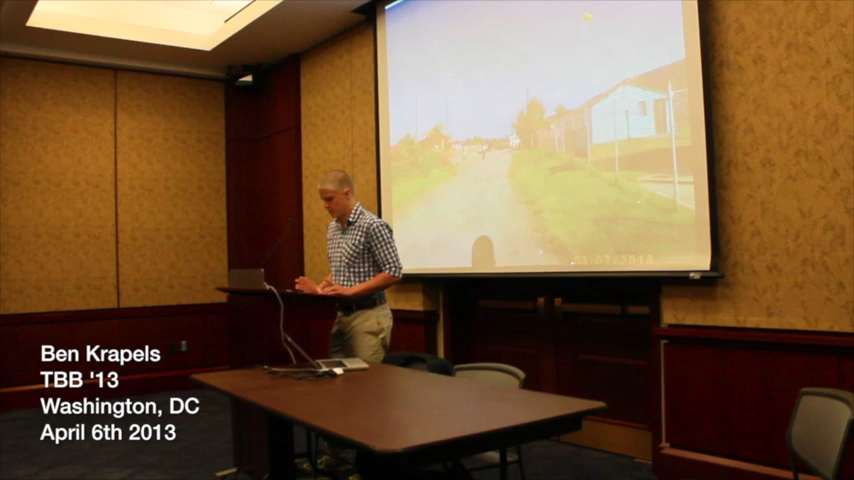 Ben Krapels
TBB '13
Washington, DC
April 6th 2013